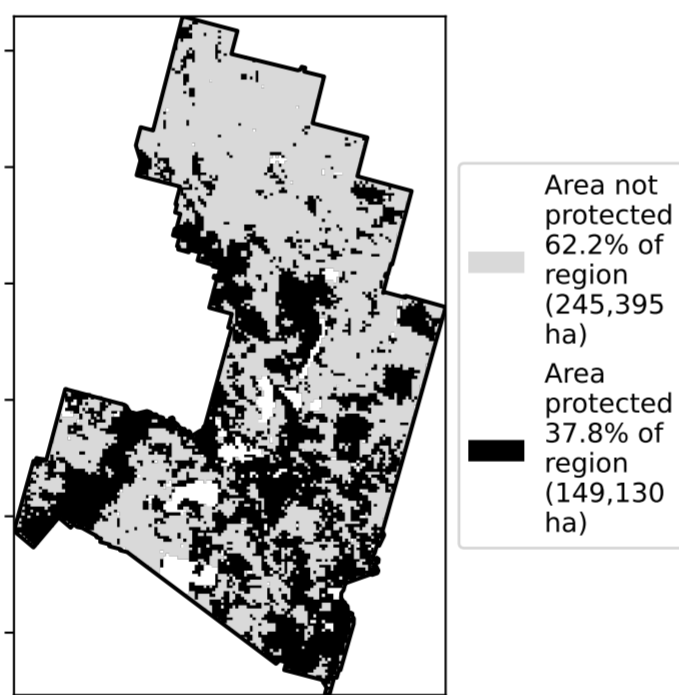 Area not
protected
62.2% of
region
(245,395
ha)
Area
protected
37.8% of
region
(149,130
ha)